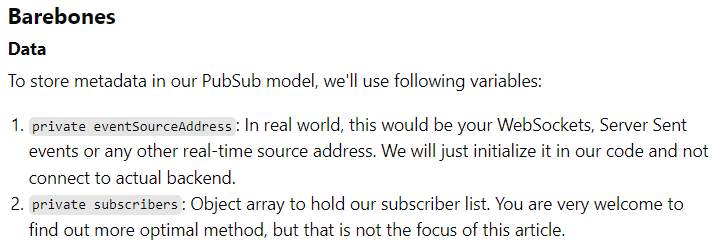 Barebones
Data
To store metadata in our PubSub model, we'll use following variables:
1. private eventSourceAddress: In real world, this would be your WebSockets, Server Sent
events or any other real-time source address. We will just initialize it in our code and not
connect to actual backend.
2. private subscribers: Object array to hold our subscriber list. You are very welcome to
find out more optimal method, but that is not the focus of this article.